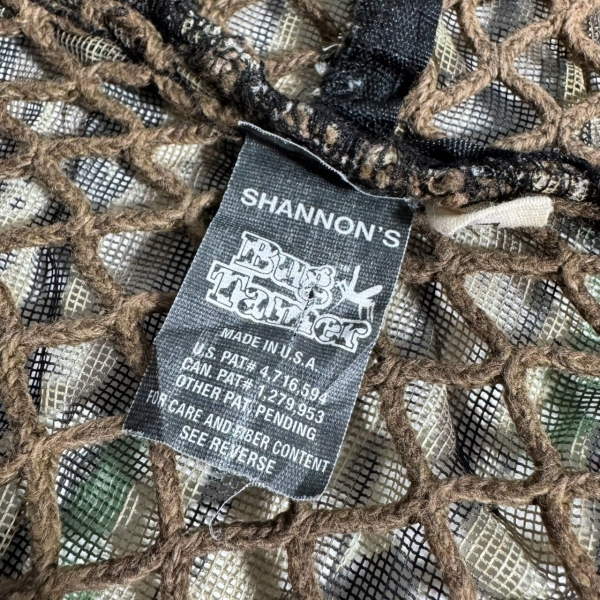 SHANNON'S
Bug
Tamer
MADE IN U.S.A.
U.S. PAT# 4,716,594
CAN. PAT# 1,279,953
OTHER PAT. PENDING
FOR CARE AND FIBER CONTENT
SEE REVERSE